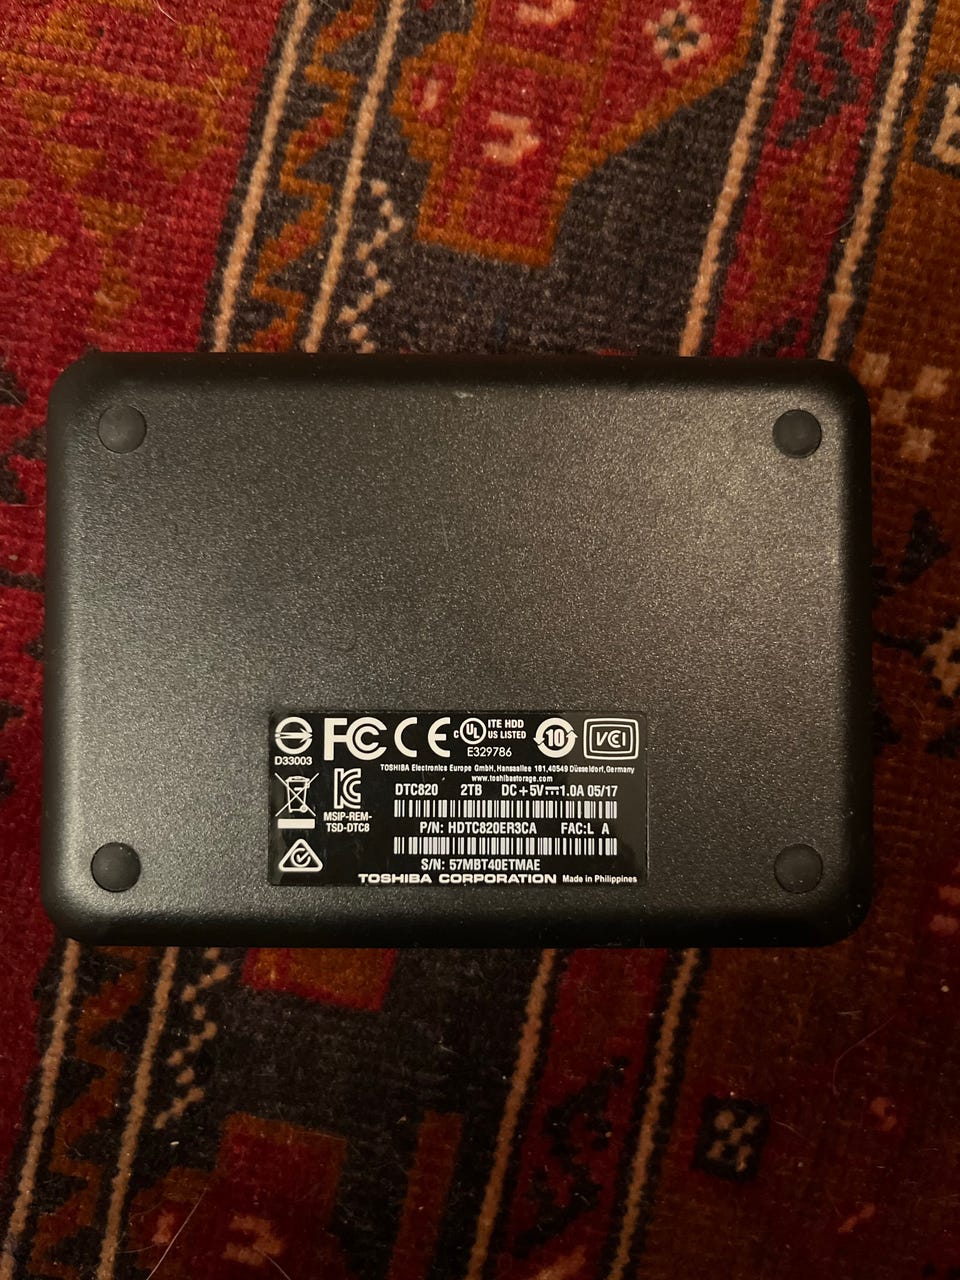 D33003
FC CE
c UL US LISTED
ITE HDD
E329786
10
VCI
TOSHIBA Electronics Europe GmbH, Hansaallee 181,40549 Düsseldorf,Germany
www.toshibastorage.com
DTC820 2TB DC+5V⎓1.0A 05/17
MSIP-REM-
TSD-DTC8
P/N: HDTC820ER3CA FAC:L A
S/N: 57MBT40ETMAE
TOSHIBA CORPORATION Made in Philippines